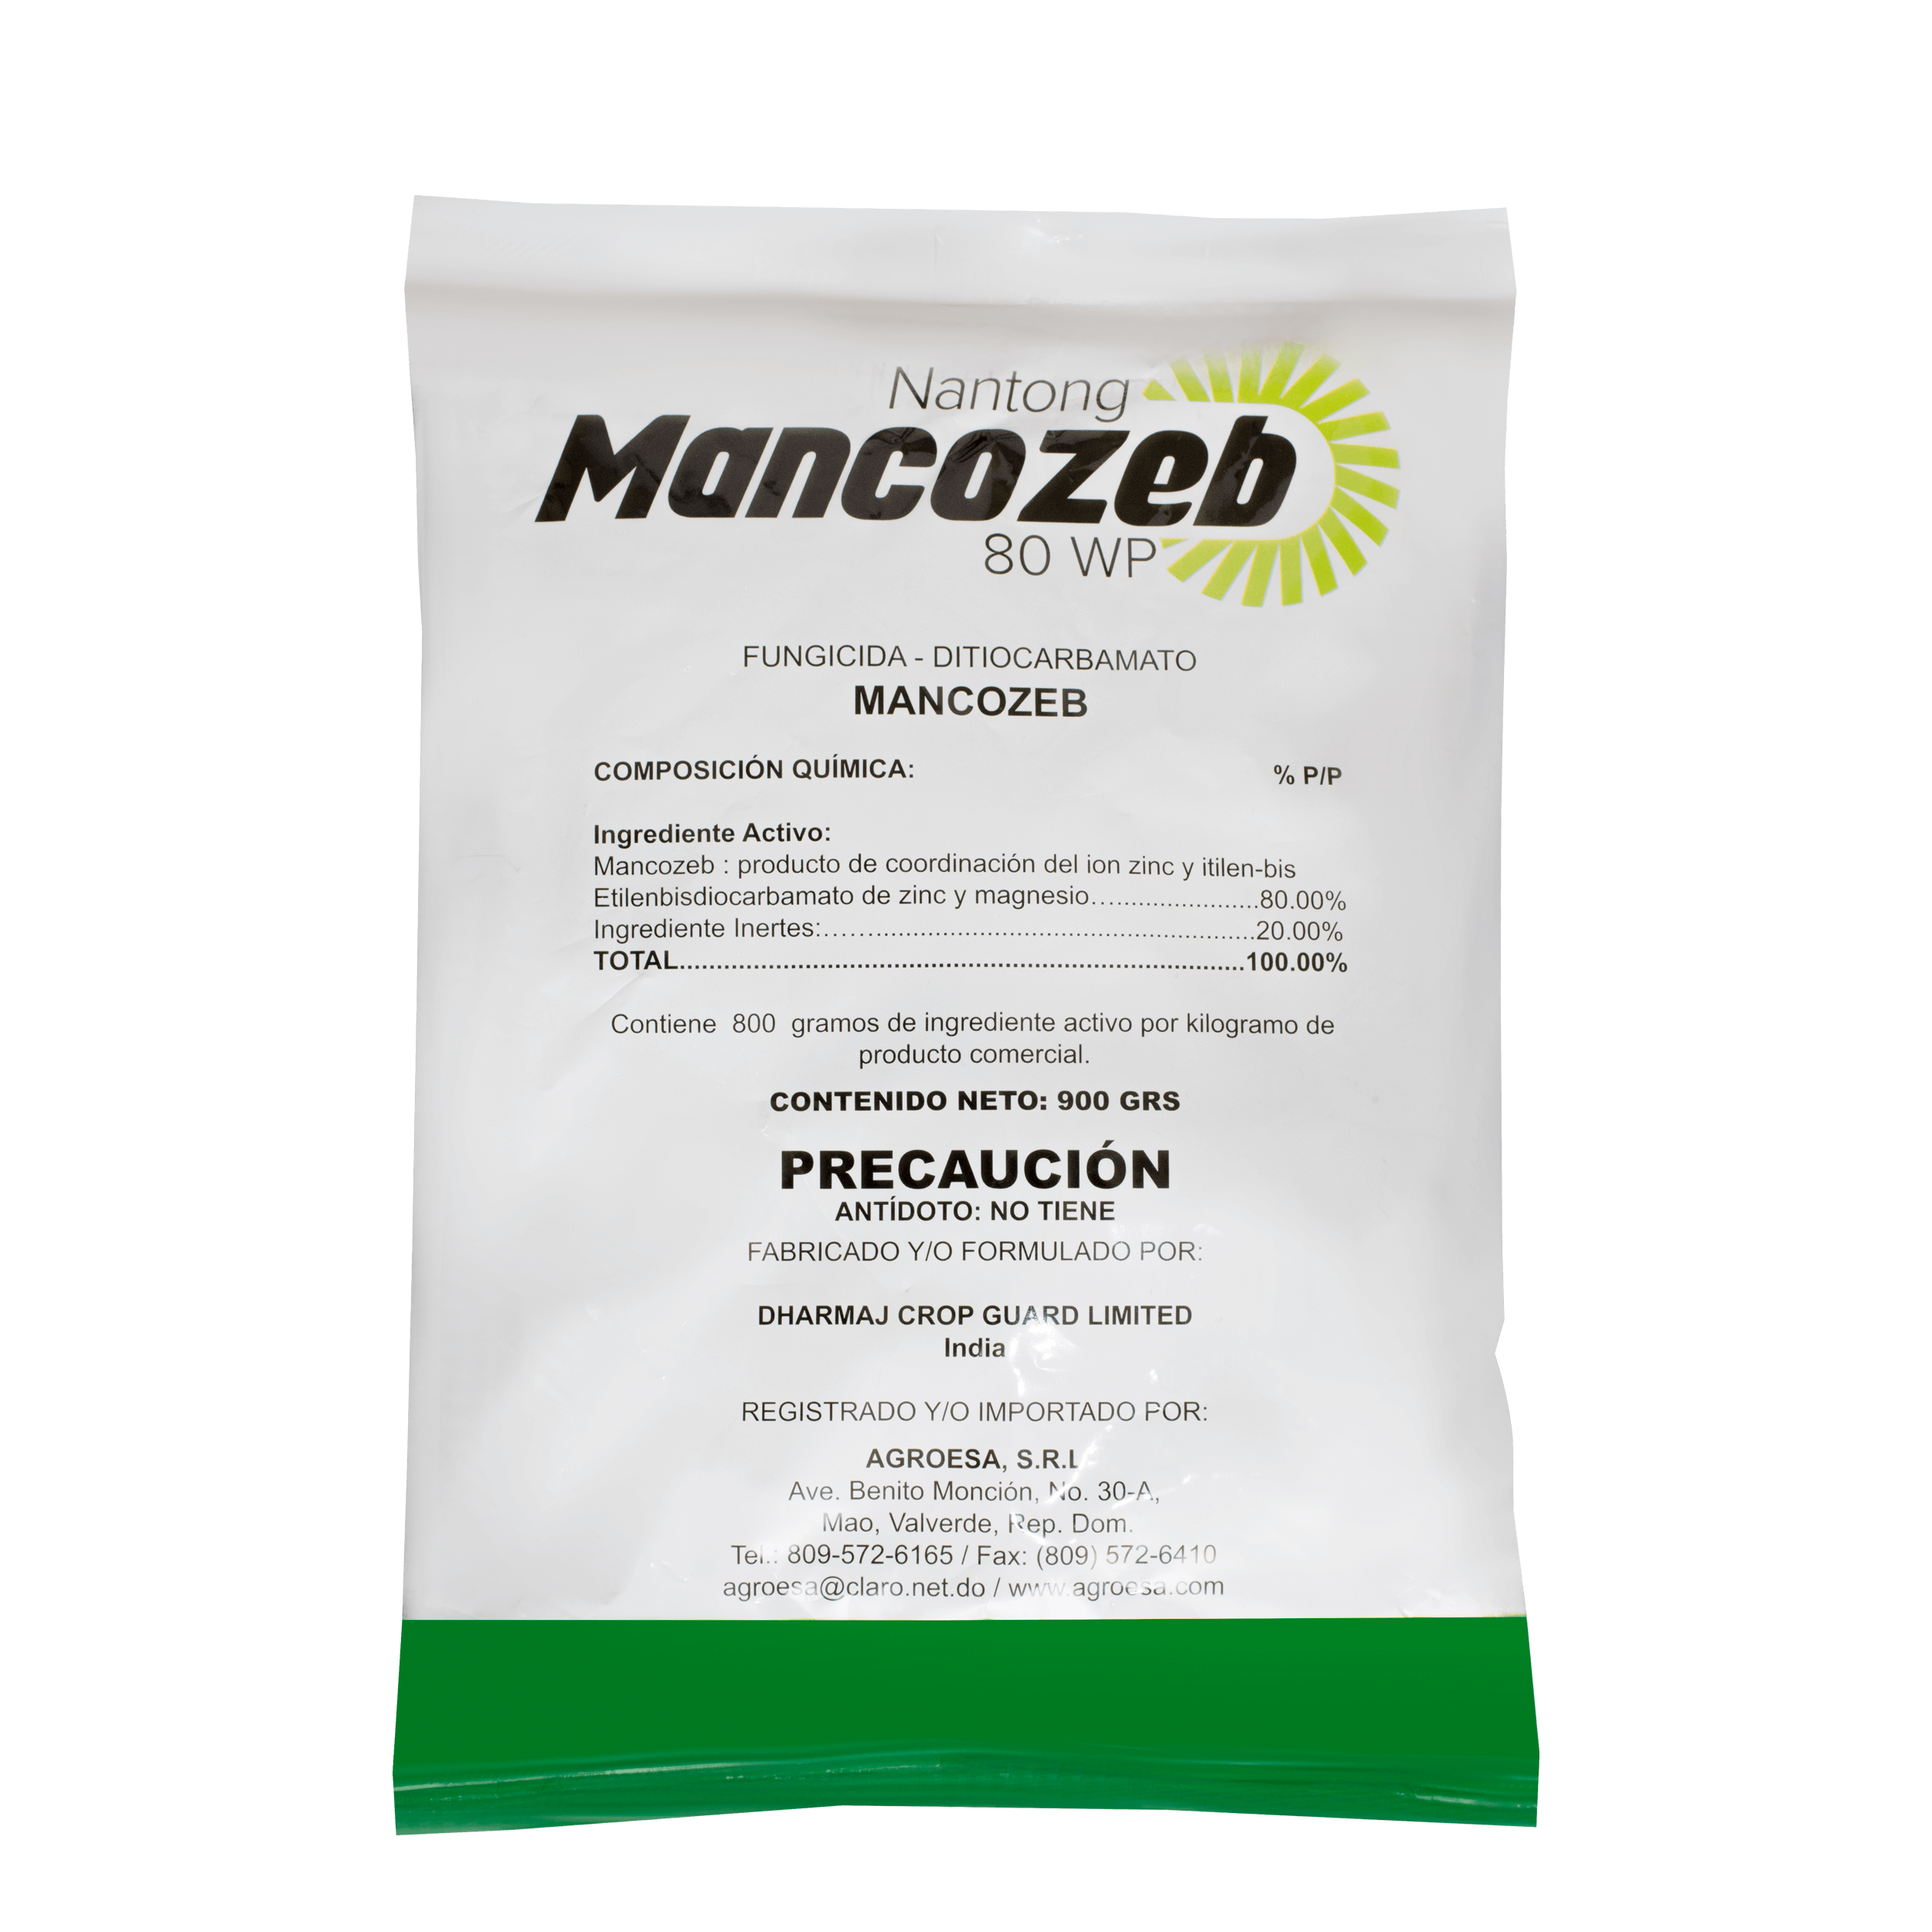 Nantong
Mancozeb
80 WP
FUNGICIDA - DITIOCARBAMATO
MANCOZEB
COMPOSICIÓN QUÍMICA: % P/P
Ingrediente Activo:
Mancozeb : producto de coordinación del ion zinc y itilen-bis
Etilenbisdiocarbamato de zinc y magnesio........................80.00%
Ingrediente Inertes:..........................................................20.00%
TOTAL............................................................................100.00%
Contiene 800 gramos de ingrediente activo por kilogramo de
producto comercial.
CONTENIDO NETO: 900 GRS
PRECAUCIÓN
ANTÍDOTO: NO TIENE
FABRICADO Y/O FORMULADO POR:
DHARMAJ CROP GUARD LIMITED
India
REGISTRADO Y/O IMPORTADO POR:
AGROESA, S.R.L
Ave. Benito Monción, No. 30-A,
Mao, Valverde, Rep. Dom.
Tel.: 809-572-6165 / Fax: (809) 572-6410
agroesa@claro.net.do / www.agroesa.com